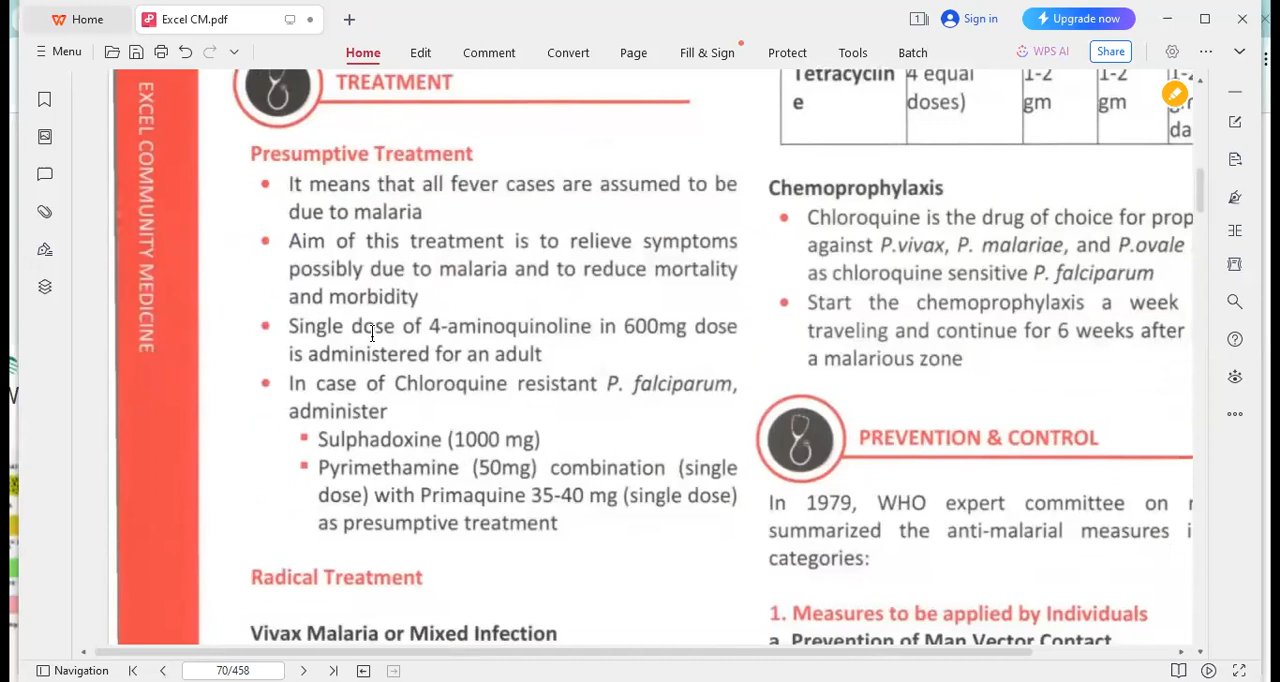 Home
Excel CM.pdf
1
Sign in
Upgrade now
Menu
Home
Edit
Comment
Convert
Page
Fill & Sign
Protect
Tools
Batch
WPS AI
Share
EXCEL COMMUNITY MEDICINE
TREATMENT
Presumptive Treatment
It means that all fever cases are assumed to be
due to malaria
Aim of this treatment is to relieve symptoms
possibly due to malaria and to reduce mortality
and morbidity
Single dose of 4-aminoquinoline in 600mg dose
is administered for an adult
In case of Chloroquine resistant P. falciparum,
administer
Sulphadoxine (1000 mg)
Pyrimethamine (50mg) combination (single
dose) with Primaquine 35-40 mg (single dose)
as presumptive treatment
Radical Treatment
Vivax Malaria or Mixed Infection
Tetracyclin 4 equal 1-2 1-2
e doses) gm gm
da
Chemoprophylaxis
Chloroquine is the drug of choice for prop
against P.vivax, P. malariae, and P.ovale
as chloroquine sensitive P. falciparum
Start the chemoprophylaxis a week
traveling and continue for 6 weeks after
a malarious zone
PREVENTION & CONTROL
In 1979, WHO expert committee on
summarized the anti-malarial measures i
categories:
1. Measures to be applied by Individuals
a. Prevention of Man Vector Contact
Navigation
70/458